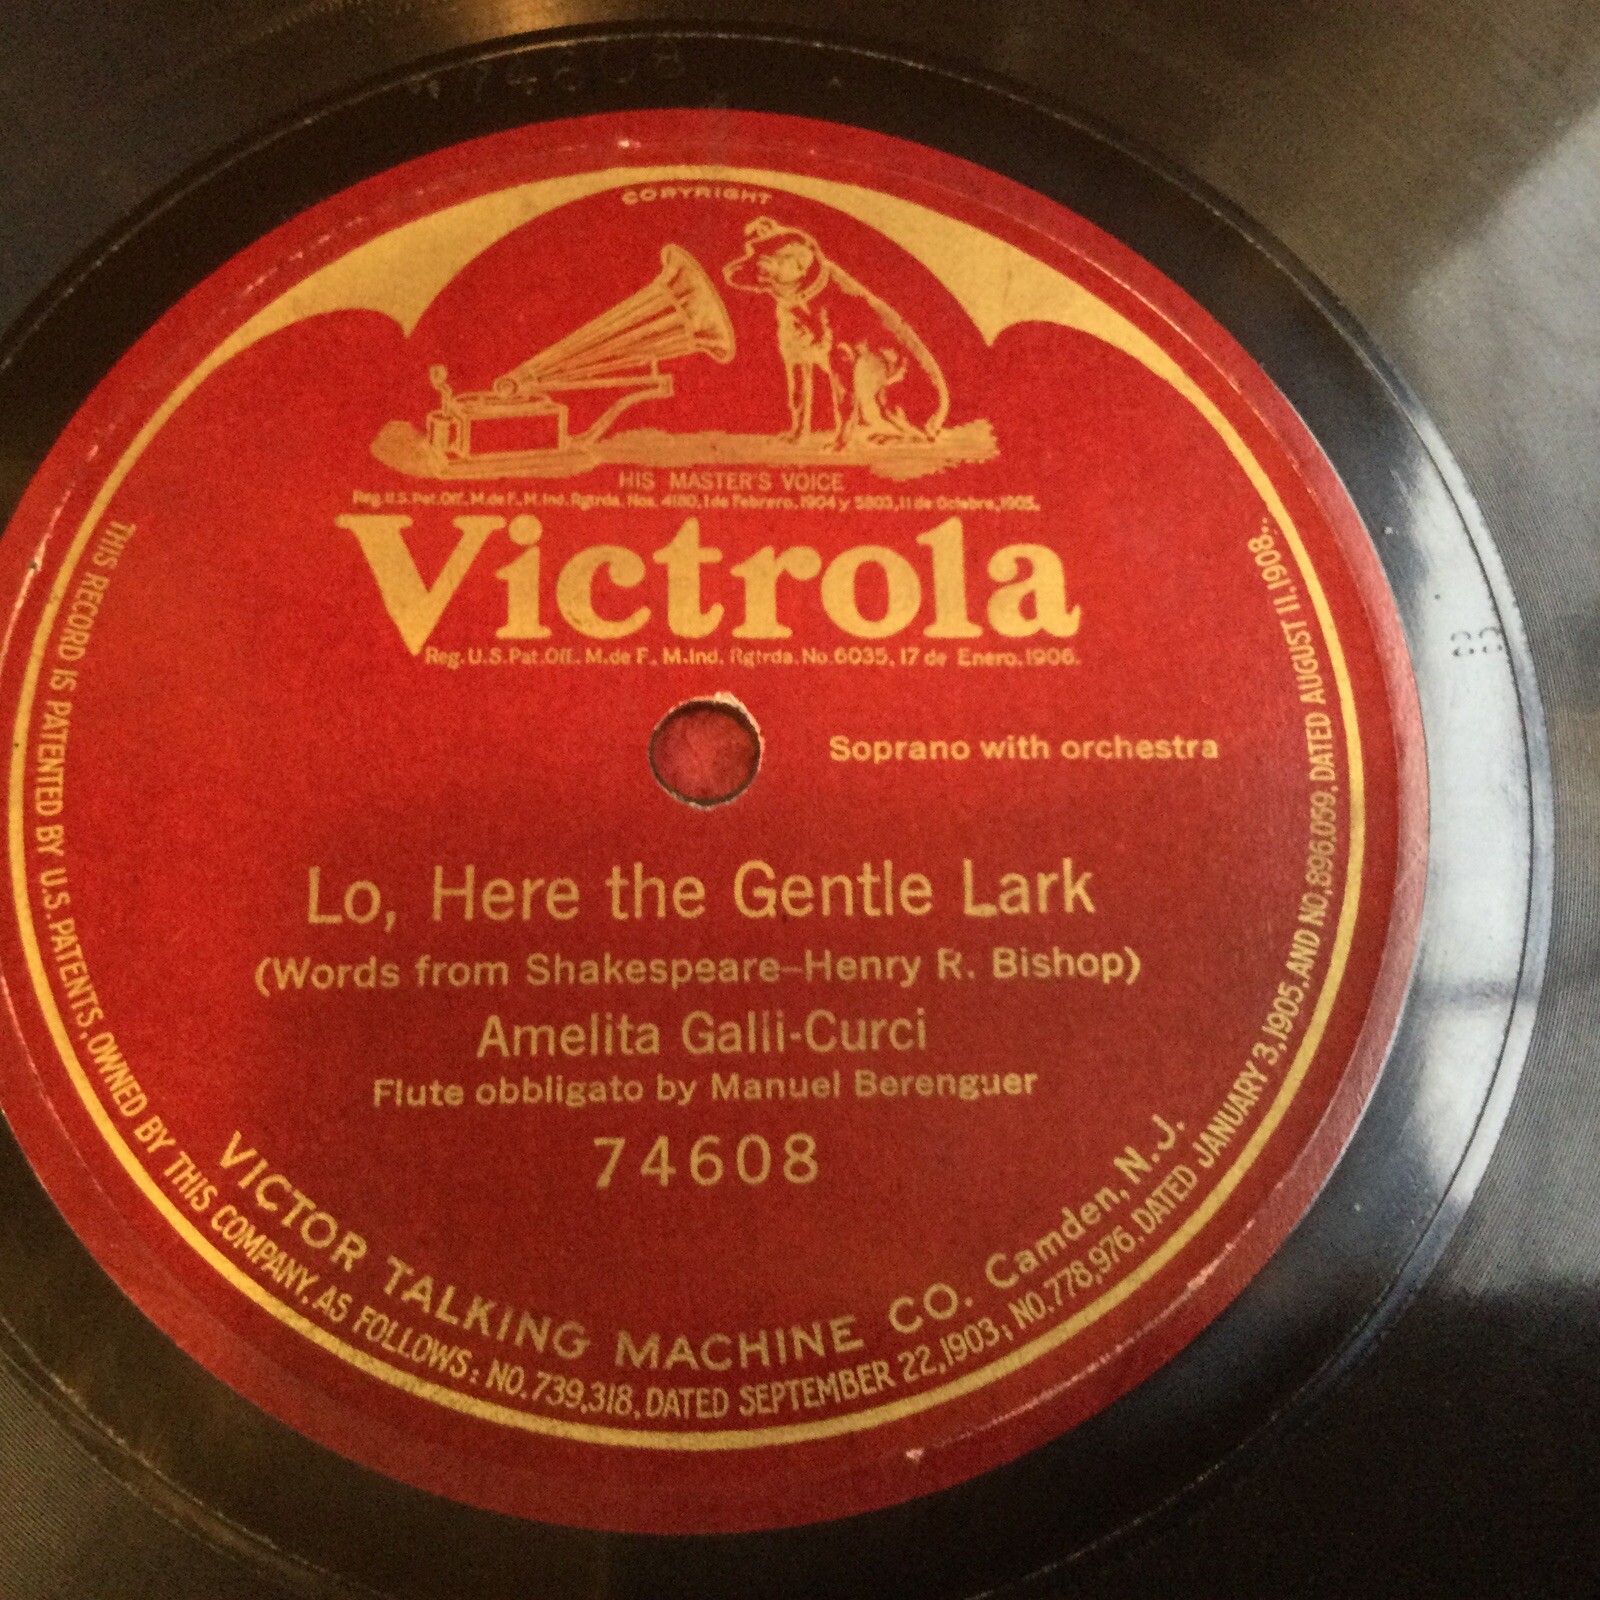 74608
COPYRIGHT
HIS MASTER'S VOICE
Reg. U.S. Pat. Off. M. de F. M. Ind. Rgtrda. Nos. 4180, 1 de Febrero, 1904 y 5803, 11 de Octubre, 1905.
Victrola
Reg. U.S. Pat. Off. M. de F. M. Ind. Rgtrda. No. 6035, 17 de Enero, 1906.
Soprano with orchestra
Lo, Here the Gentle Lark
(Words from Shakespeare–Henry R. Bishop)
Amelita Galli-Curci
Flute obbligato by Manuel Berenguer
74608
VICTOR TALKING MACHINE CO. Camden, N. J.
THIS RECORD IS PATENTED BY U.S. PATENTS, OWNED BY THIS COMPANY, AS FOLLOWS: NO. 739,318, DATED SEPTEMBER 22, 1903; NO. 778,976, DATED JANUARY 3, 1905, AND NO. 896,059, DATED AUGUST 11, 1908.